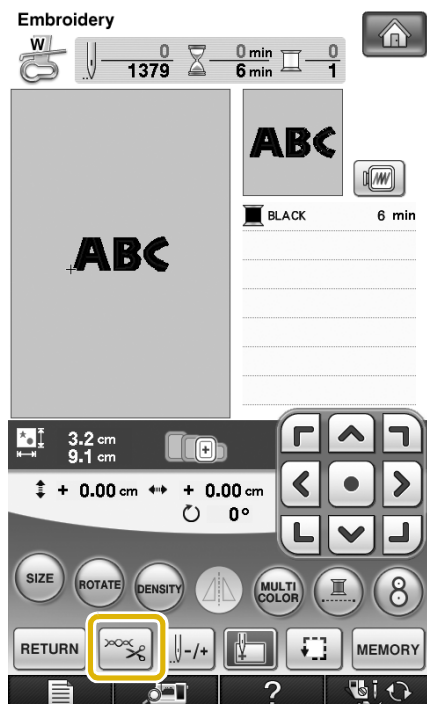 Embroidery
W
0 0 min 0
1379 6 min 1
ABC
BLACK 6 min
ABC
3.2 cm
9.1 cm
+ 0.00 cm + 0.00 cm
0°
SIZE
ROTATE
DENSITY
MULTI
COLOR
8
RETURN
-/+
MEMORY
? i